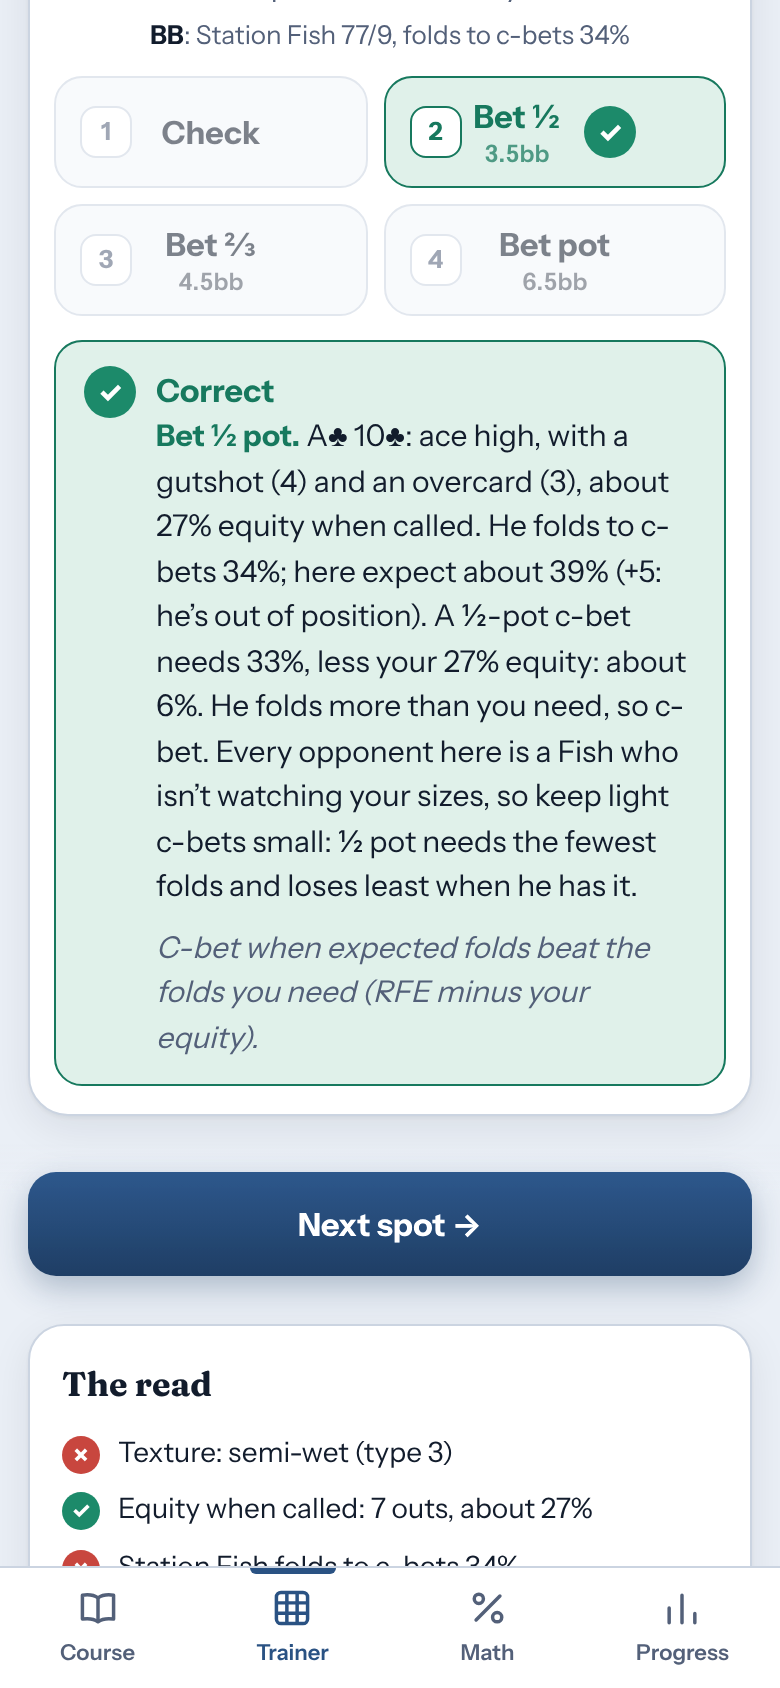 BB: Station Fish 77/9, folds to c-bets 34%
1 Check
2 Bet ½
3.5bb
3 Bet ⅔
4.5bb
4 Bet pot
6.5bb
Correct
Bet ½ pot. A♣ 10♣: ace high, with a
gutshot (4) and an overcard (3), about
27% equity when called. He folds to c-
bets 34%; here expect about 39% (+5:
he’s out of position). A ½-pot c-bet
needs 33%, less your 27% equity: about
6%. He folds more than you need, so c-
bet. Every opponent here is a Fish who
isn’t watching your sizes, so keep light
c-bets small: ½ pot needs the fewest
folds and loses least when he has it.
C-bet when expected folds beat the
folds you need (RFE minus your
equity).
Next spot →
The read
Texture: semi-wet (type 3)
Equity when called: 7 outs, about 27%
Station Fish folds to c-bets 34%
Course
Trainer
Math
Progress